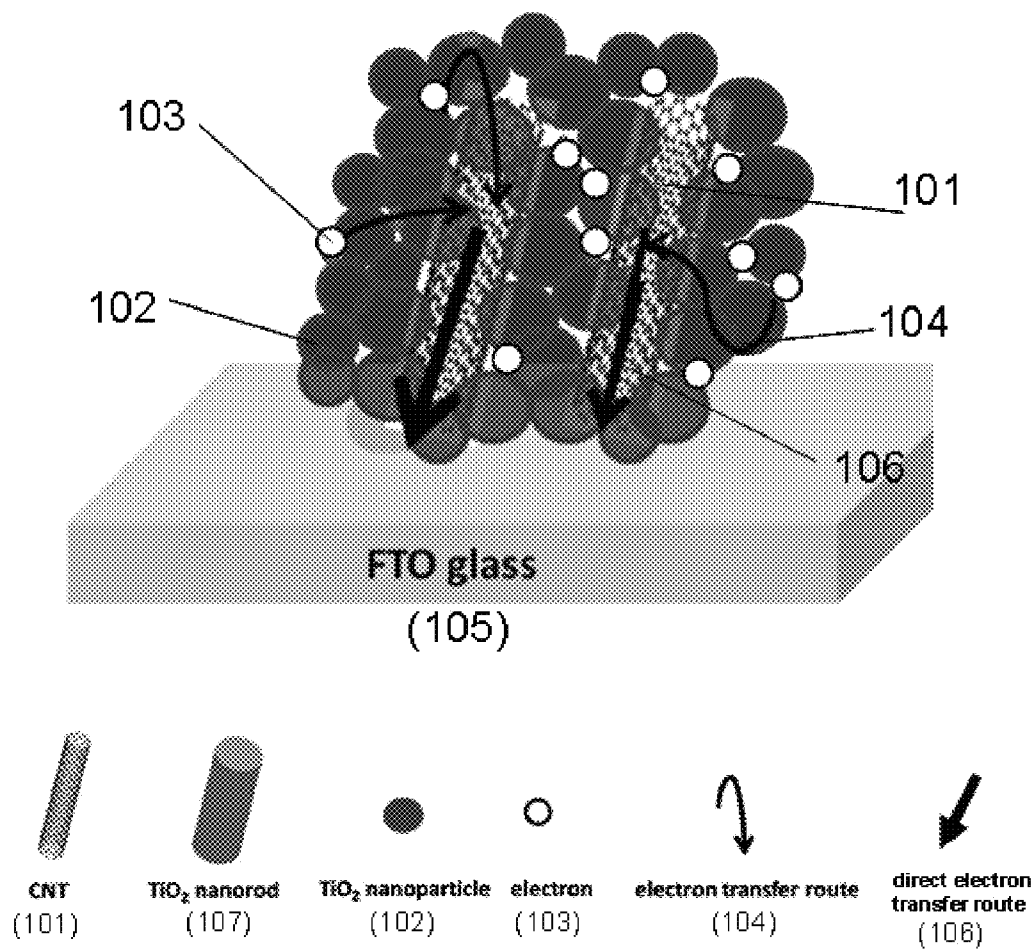 103
101
102
104
106
FTO glass
(105)
CNT
(101)
TiO₂ nanorod
(107)
TiO₂ nanoparticle
(102)
electron
(103)
electron transfer route
(104)
direct electron
transfer route
(106)